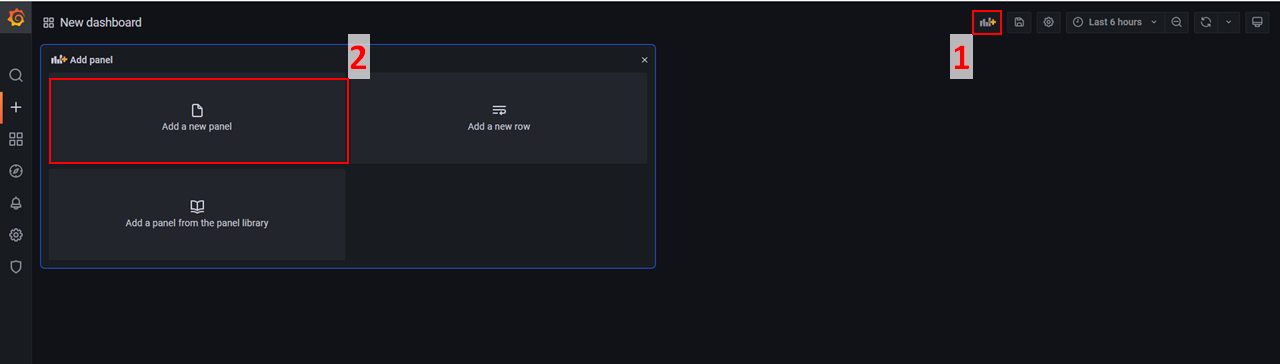 New dashboard
Last 6 hours
1
2
Add panel
Add a new panel
Add a new row
Add a panel from the panel library